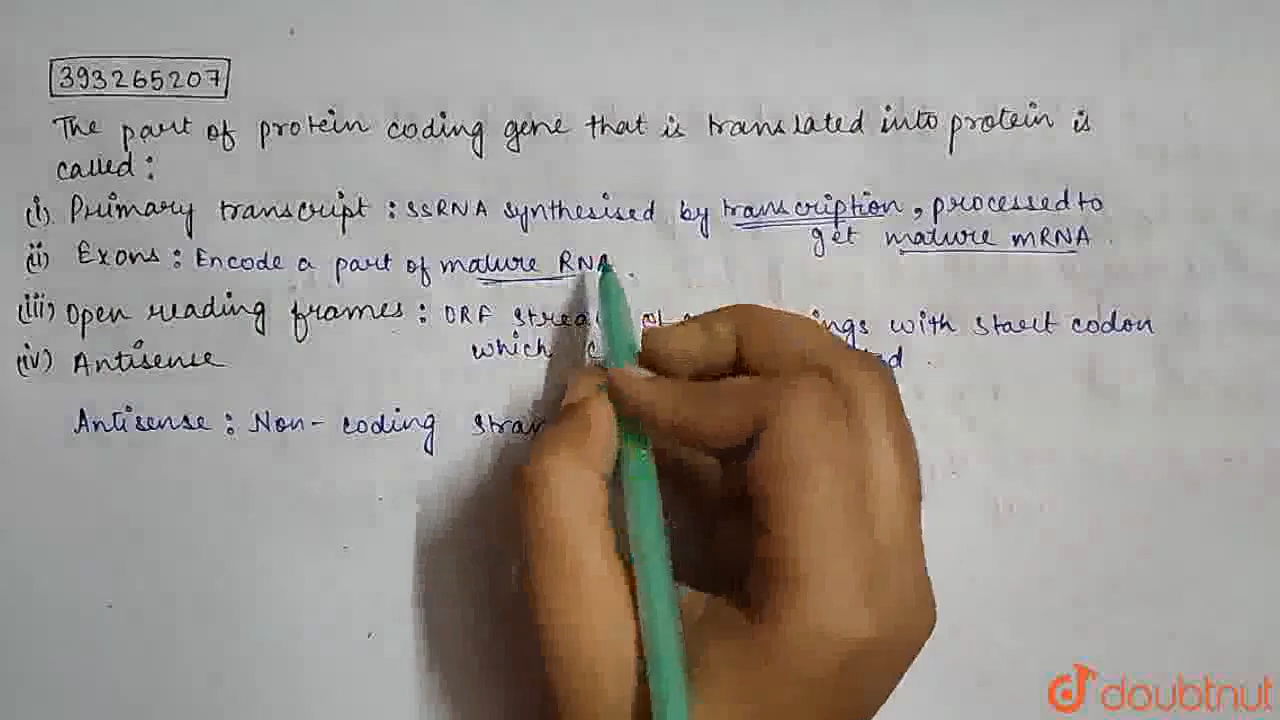 393265207
The part of protein coding gene that is translated into protein is
called :
(i) Primary transcript : SSRNA synthesised by transcription, processed to
get mature mRNA.
(ii) Exons : Encode a part of mature RNA.
(iii) Open reading frames : ORF with start codon
(iv) Antisense which
Antisense : Non-coding
doubtnut